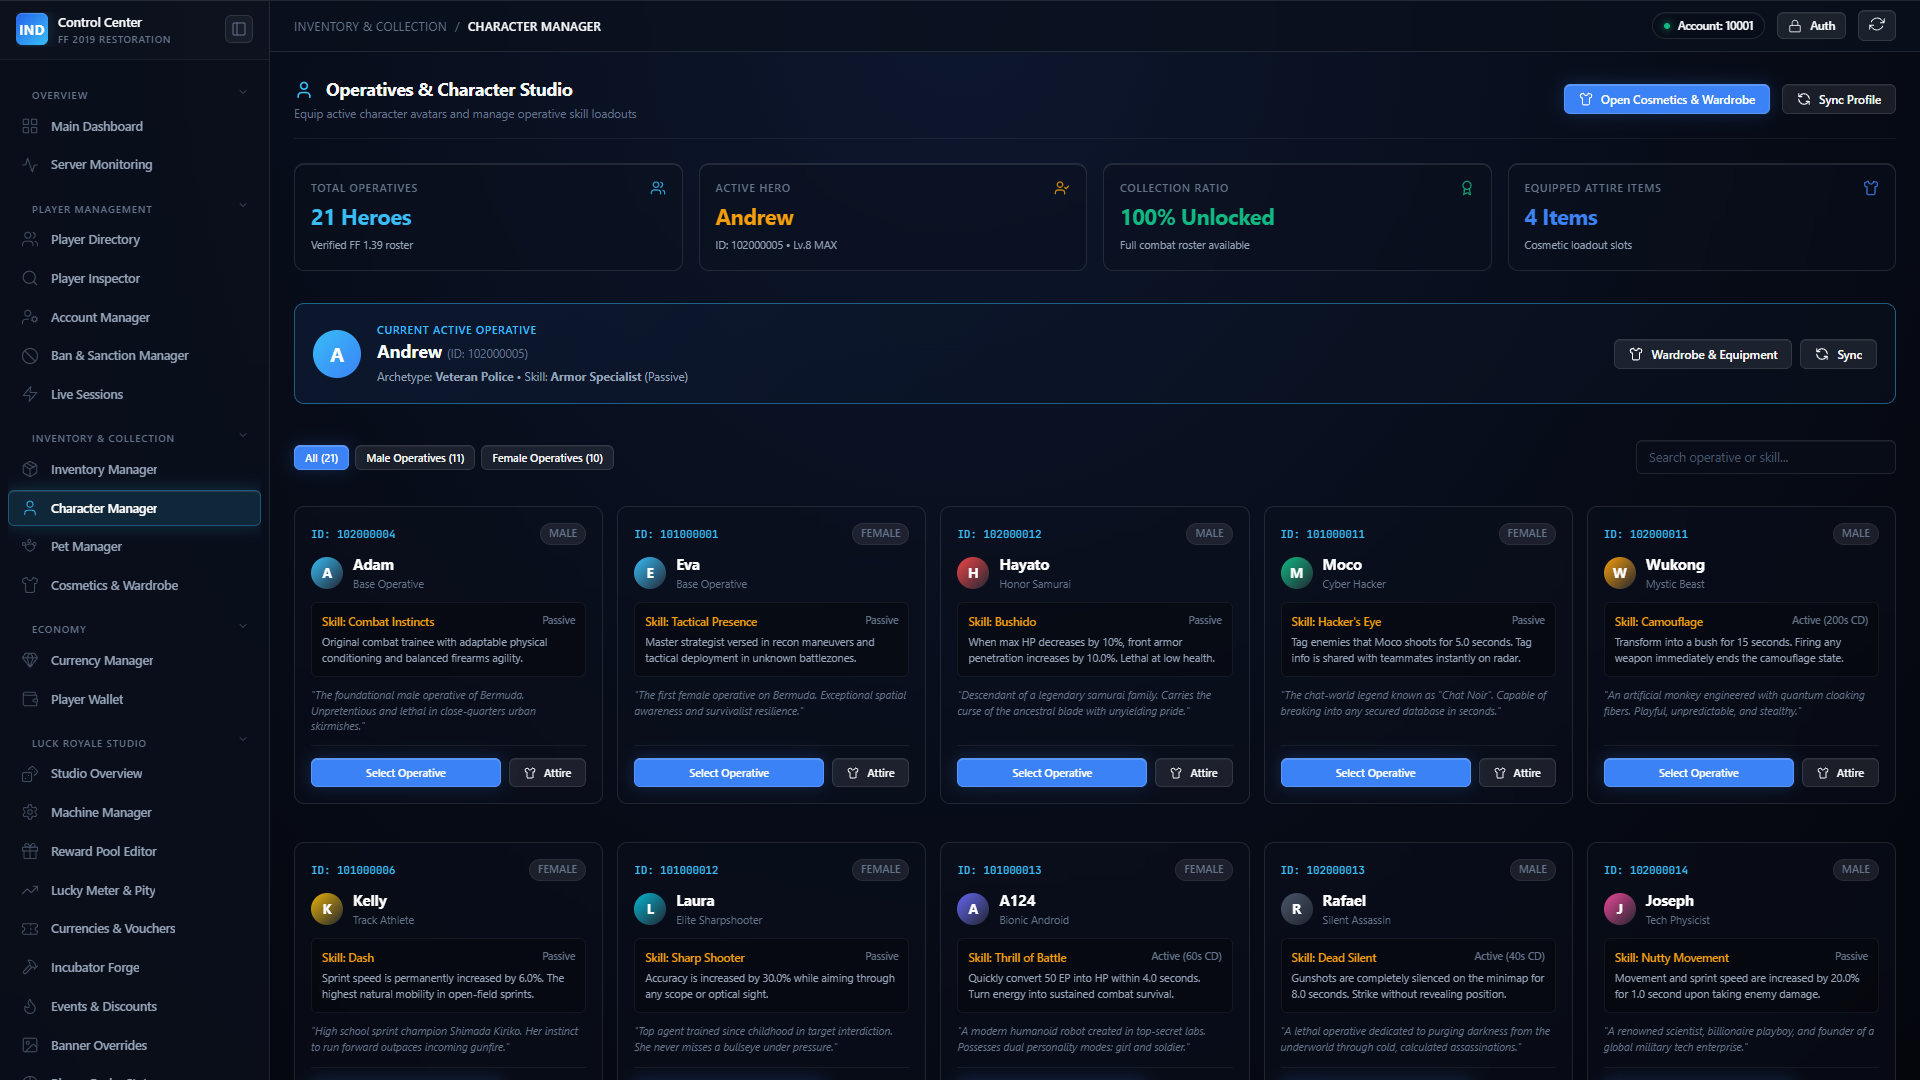 IND
Control Center
FF 2019 RESTORATION
INVENTORY & COLLECTION / CHARACTER MANAGER
Account: 10001
Auth
OVERVIEW
Main Dashboard
Server Monitoring
PLAYER MANAGEMENT
Player Directory
Player Inspector
Account Manager
Ban & Sanction Manager
Live Sessions
INVENTORY & COLLECTION
Inventory Manager
Character Manager
Pet Manager
Cosmetics & Wardrobe
ECONOMY
Currency Manager
Player Wallet
LUCK ROYALE STUDIO
Studio Overview
Machine Manager
Reward Pool Editor
Lucky Meter & Pity
Currencies & Vouchers
Incubator Forge
Events & Discounts
Banner Overrides
Operatives & Character Studio
Equip active character avatars and manage operative skill loadouts
Open Cosmetics & Wardrobe
Sync Profile
TOTAL OPERATIVES
21 Heroes
Verified FF 1.39 roster
ACTIVE HERO
Andrew
ID: 102000005 • Lv.8 MAX
COLLECTION RATIO
100% Unlocked
Full combat roster available
EQUIPPED ATTIRE ITEMS
4 Items
Cosmetic loadout slots
A
CURRENT ACTIVE OPERATIVE
Andrew (ID: 102000005)
Archetype: Veteran Police • Skill: Armor Specialist (Passive)
Wardrobe & Equipment
Sync
All (21)
Male Operatives (11)
Female Operatives (10)
Search operative or skill...
ID: 102000004
MALE
A
Adam
Base Operative
Skill: Combat Instincts
Passive
Original combat trainee with adaptable physical
conditioning and balanced firearms agility.
"The foundational male operative of Bermuda.
Unpretentious and lethal in close-quarters urban
skirmishes."
Select Operative
Attire
ID: 101000001
FEMALE
E
Eva
Base Operative
Skill: Tactical Presence
Passive
Master strategist versed in recon maneuvers and
tactical deployment in unknown battlezones.
"The first female operative on Bermuda. Exceptional spatial
awareness and survivalist resilience."
Select Operative
Attire
ID: 102000012
MALE
H
Hayato
Honor Samurai
Skill: Bushido
Passive
When max HP decreases by 10%, front armor
penetration increases by 10.0%. Lethal at low health.
"Descendant of a legendary samurai family. Carries the
curse of the ancestral blade with unyielding pride."
Select Operative
Attire
ID: 101000011
FEMALE
M
Moco
Cyber Hacker
Skill: Hacker's Eye
Passive
Tag enemies that Moco shoots for 5.0 seconds. Tag
info is shared with teammates instantly on radar.
"The chat-world legend known as "Chat Noir". Capable of
breaking into any secured database in seconds."
Select Operative
Attire
ID: 102000011
MALE
W
Wukong
Mystic Beast
Skill: Camouflage
Active (200s CD)
Transform into a bush for 15 seconds. Firing any
weapon immediately ends the camouflage state.
"An artificial monkey engineered with quantum cloaking
fibers. Playful, unpredictable, and stealthy."
Select Operative
Attire
ID: 101000006
FEMALE
K
Kelly
Track Athlete
Skill: Dash
Passive
Sprint speed is permanently increased by 6.0%. The
highest natural mobility in open-field sprints.
"High school sprint champion Shimada Kiriko. Her instinct
to run forward outpaces incoming gunfire."
ID: 101000012
FEMALE
L
Laura
Elite Sharpshooter
Skill: Sharp Shooter
Passive
Accuracy is increased by 30.0% while aiming through
any scope or optical sight.
"Top agent trained since childhood in target interdiction.
She never misses a bullseye under pressure."
ID: 101000013
FEMALE
A
A124
Bionic Android
Skill: Thrill of Battle
Active (60s CD)
Quickly convert 50 EP into HP within 4.0 seconds.
Turn energy into sustained combat survival.
"A modern humanoid robot created in top-secret labs.
Possesses dual personality modes: girl and soldier."
ID: 102000013
MALE
R
Rafael
Silent Assassin
Skill: Dead Silent
Active (40s CD)
Gunshots are completely silenced on the minimap for
8.0 seconds. Strike without revealing position.
"A lethal operative dedicated to purging darkness from the
underworld through cold, calculated assassinations."
ID: 102000014
MALE
J
Joseph
Tech Physicist
Skill: Nutty Movement
Passive
Movement and sprint speed are increased by 20.0%
for 1.0 second upon taking enemy damage.
"A renowned scientist, billionaire playboy, and founder of a
global military tech enterprise."